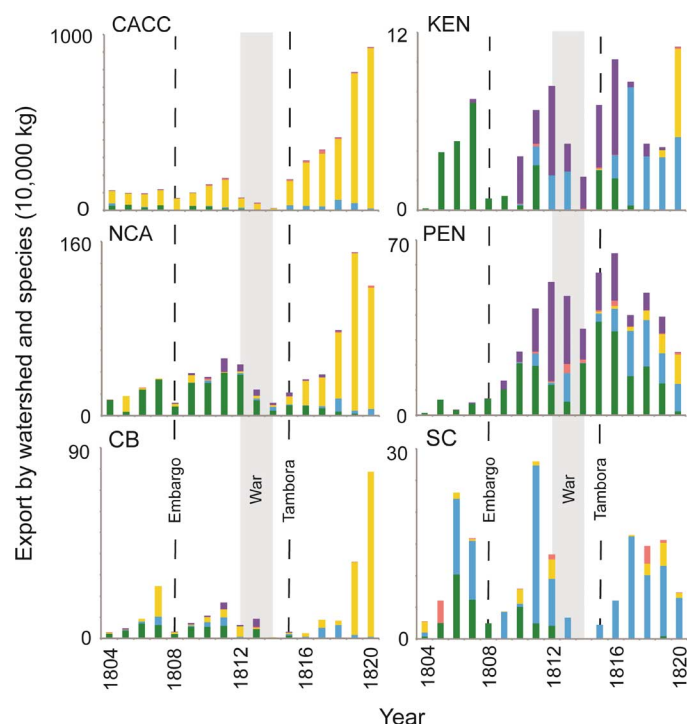 Export by watershed and species (10,000 kg)
CACC
1000
0
KEN
12
0
NCA
160
0
PEN
70
0
CB
90
0
Embargo
War
Tambora
SC
30
0
Embargo
War
Tambora
1804
1808
1812
1816
1820
1804
1808
1812
1816
1820
Year